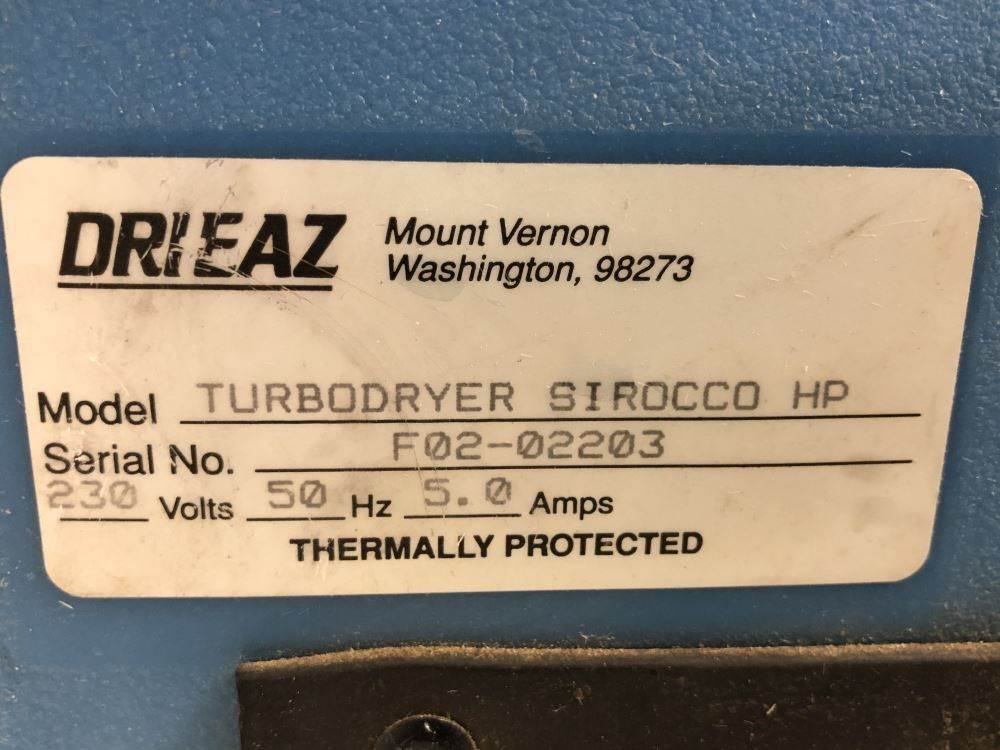 DRIEAZ
Mount Vernon
Washington, 98273
Model TURBODRYER SIROCCO HP
Serial No. F02-02203
230 Volts 50 Hz 5.0 Amps
THERMALLY PROTECTED